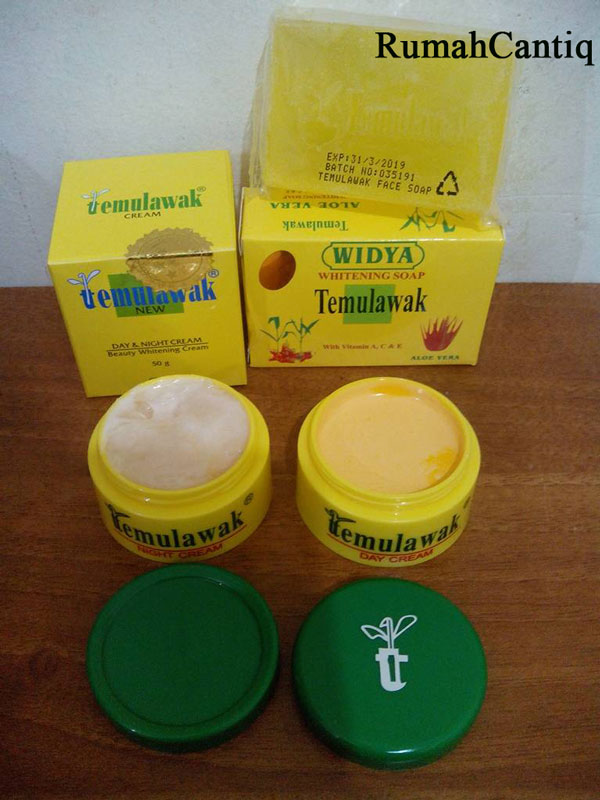 RumahCantiq
Temulawak
EXP:31/3/2019
BATCH NO:035191
TEMULAWAK FACE SOAP
temulawak®
CREAM
temulawak®
NEW
DAY & NIGHT CREAM
Beauty Whitening Cream
50 g
ALOE VERA
Temulawak
WIDYA
WHITENING SOAP
Temulawak
With Vitamin A, C & E
ALOE VERA
temulawak®
NIGHT CREAM
temulawak®
DAY CREAM
t